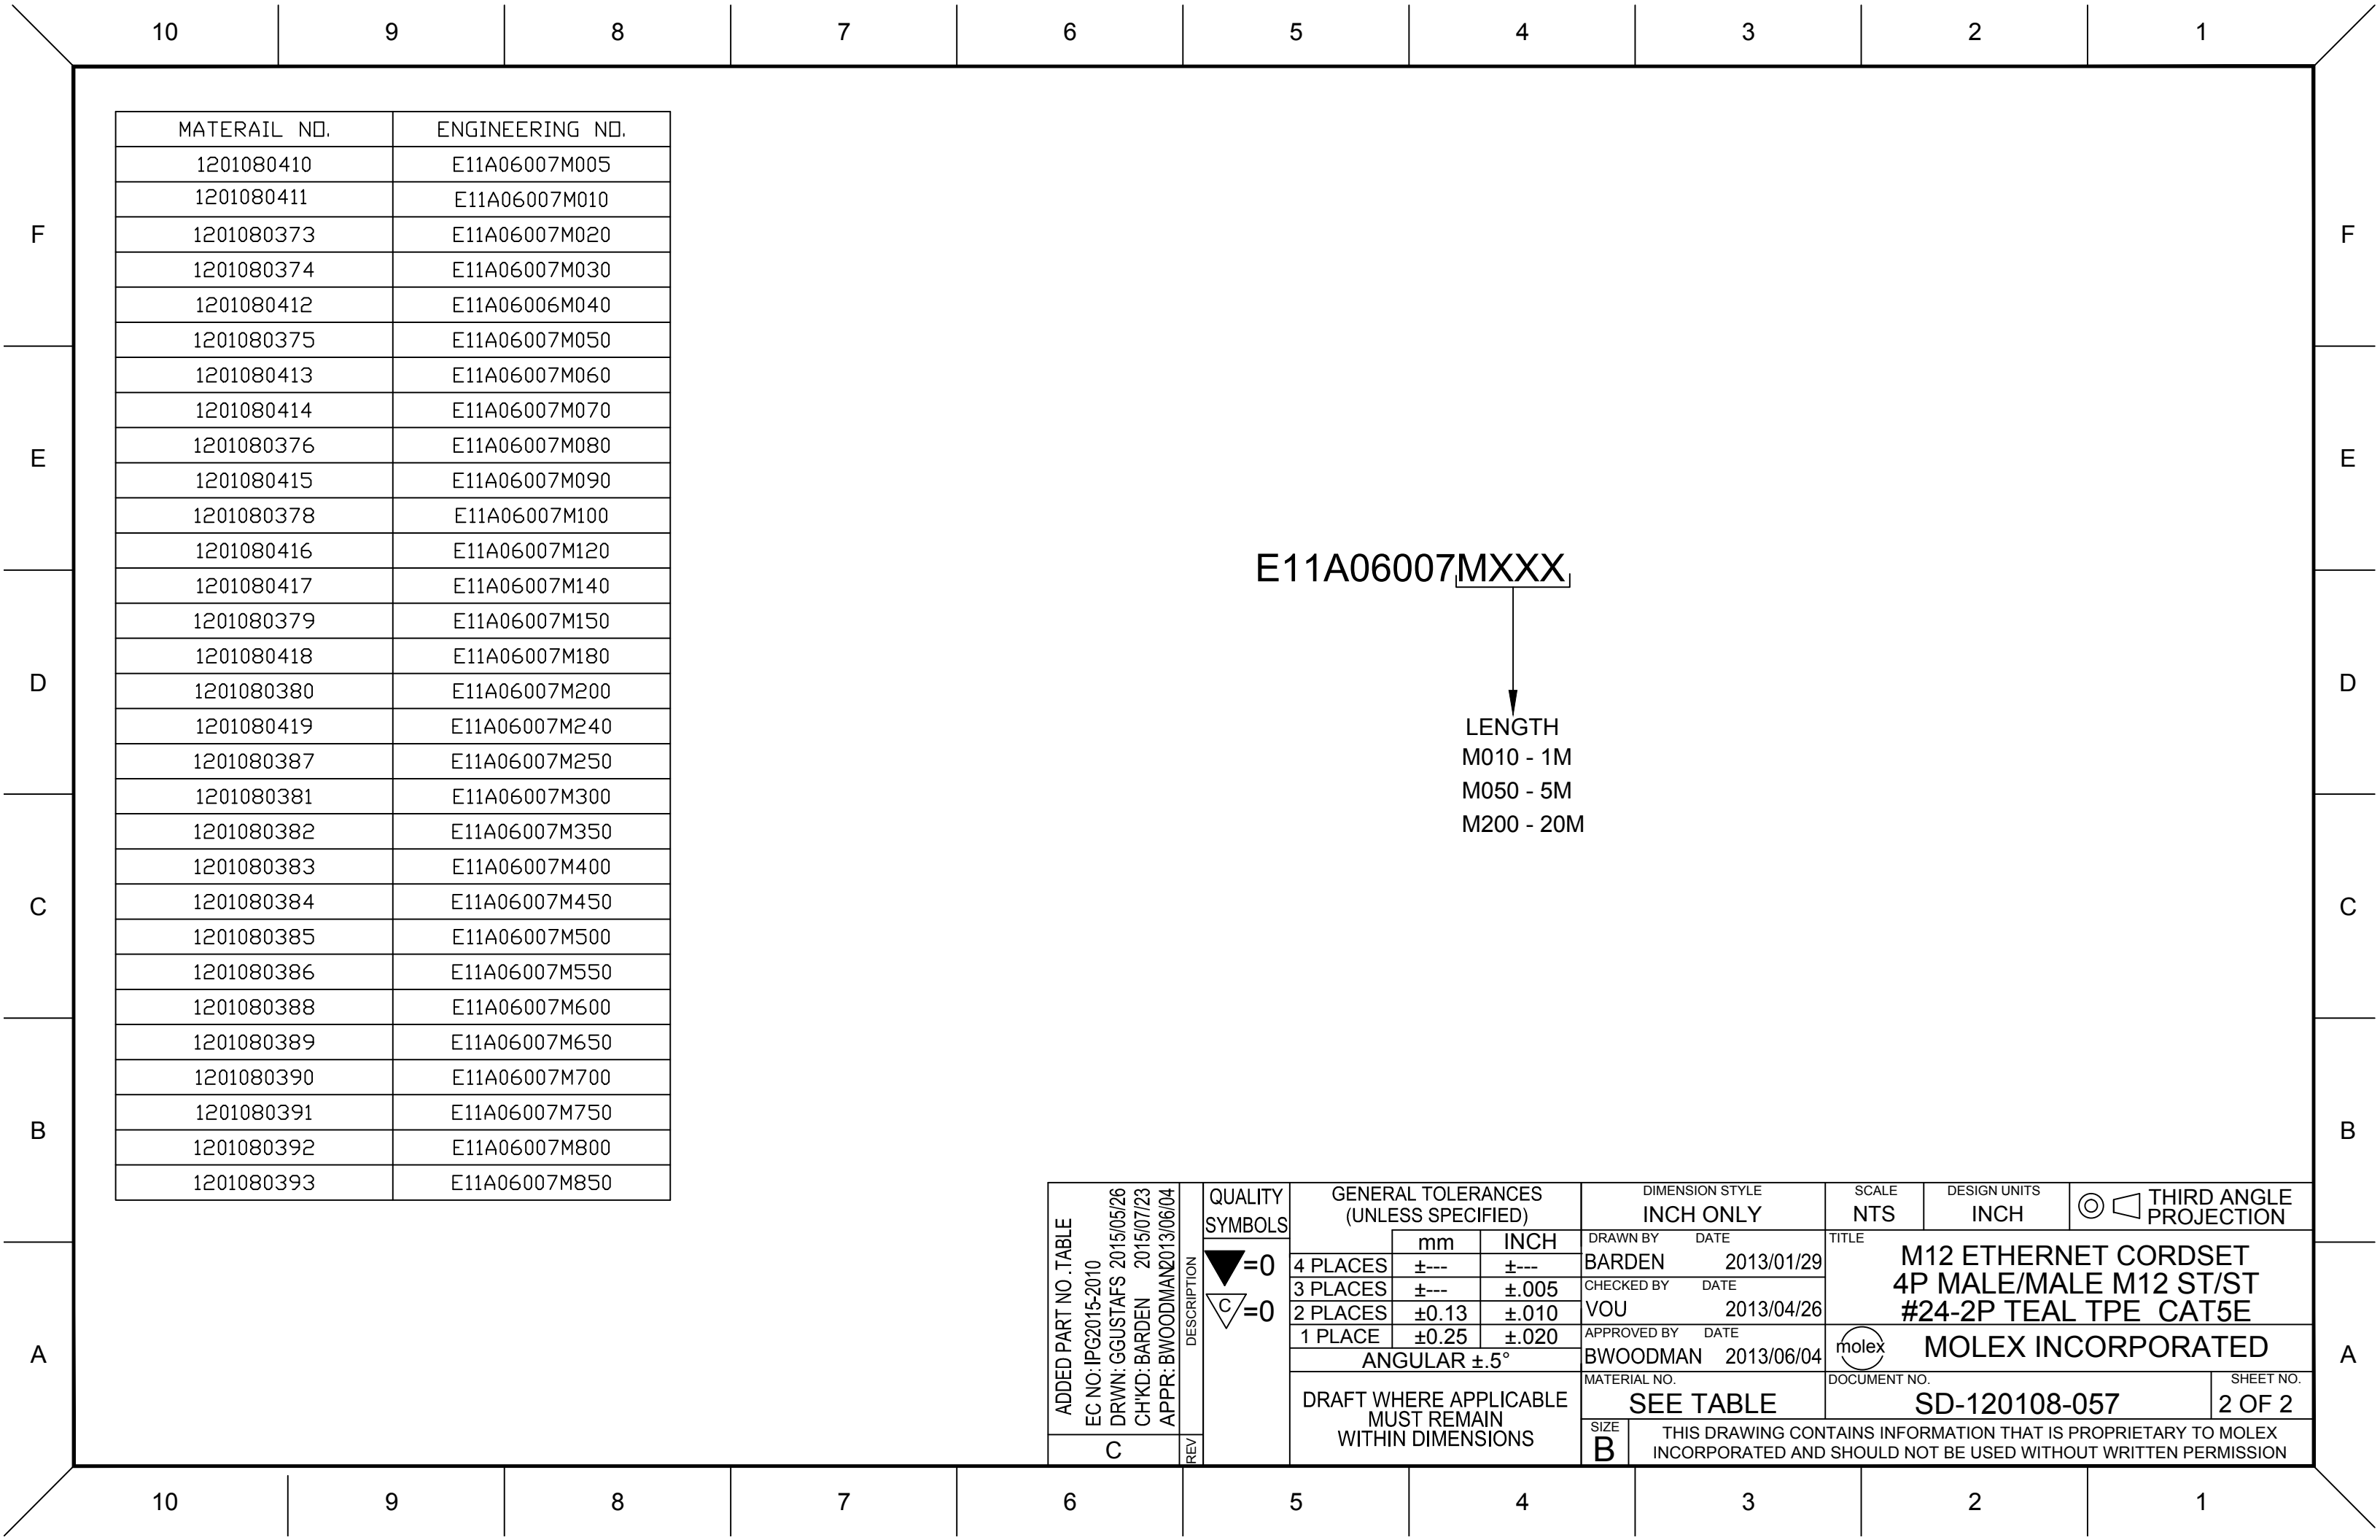 10 9 8 7 6 5 4 3 2 1
MATERAIL NO. ENGINEERING NO.
1201080410 E11A06007M005
1201080411 E11A06007M010
1201080373 E11A06007M020
1201080374 E11A06007M030
1201080412 E11A06006M040
1201080375 E11A06007M050
1201080413 E11A06007M060
1201080414 E11A06007M070
1201080376 E11A06007M080
1201080415 E11A06007M090
1201080378 E11A06007M100
1201080416 E11A06007M120
1201080417 E11A06007M140
1201080379 E11A06007M150
1201080418 E11A06007M180
1201080380 E11A06007M200
1201080419 E11A06007M240
1201080387 E11A06007M250
1201080381 E11A06007M300
1201080382 E11A06007M350
1201080383 E11A06007M400
1201080384 E11A06007M450
1201080385 E11A06007M500
1201080386 E11A06007M550
1201080388 E11A06007M600
1201080389 E11A06007M650
1201080390 E11A06007M700
1201080391 E11A06007M750
1201080392 E11A06007M800
1201080393 E11A06007M850
F F
E E
D D
C C
B B
A A
E11A06007MXXX
LENGTH
M010 - 1M
M050 - 5M
M200 - 20M
ADDED PART NO .TABLE
EC NO: IPG2015-2010
DRWN: GGUSTAFS 2015/05/26
CH'KD: BARDEN 2015/07/23
APPR: BWOODMAN 2013/06/04
C
DESCRIPTION
REV
QUALITY
SYMBOLS
=0
C =0
GENERAL TOLERANCES
(UNLESS SPECIFIED)
mm INCH
4 PLACES ±--- ±---
3 PLACES ±--- ±.005
2 PLACES ±0.13 ±.010
1 PLACE ±0.25 ±.020
ANGULAR ±.5°
DRAFT WHERE APPLICABLE
MUST REMAIN
WITHIN DIMENSIONS
DIMENSION STYLE
INCH ONLY
SCALE
NTS
DESIGN UNITS
INCH
THIRD ANGLE
PROJECTION
DRAWN BY DATE
BARDEN 2013/01/29
CHECKED BY DATE
VOU 2013/04/26
APPROVED BY DATE
BWOODMAN 2013/06/04
TITLE
M12 ETHERNET CORDSET
4P MALE/MALE M12 ST/ST
#24-2P TEAL TPE CAT5E
molex MOLEX INCORPORATED
MATERIAL NO.
SEE TABLE
DOCUMENT NO.
SD-120108-057
SHEET NO.
2 OF 2
SIZE
B
THIS DRAWING CONTAINS INFORMATION THAT IS PROPRIETARY TO MOLEX
INCORPORATED AND SHOULD NOT BE USED WITHOUT WRITTEN PERMISSION
10 9 8 7 6 5 4 3 2 1